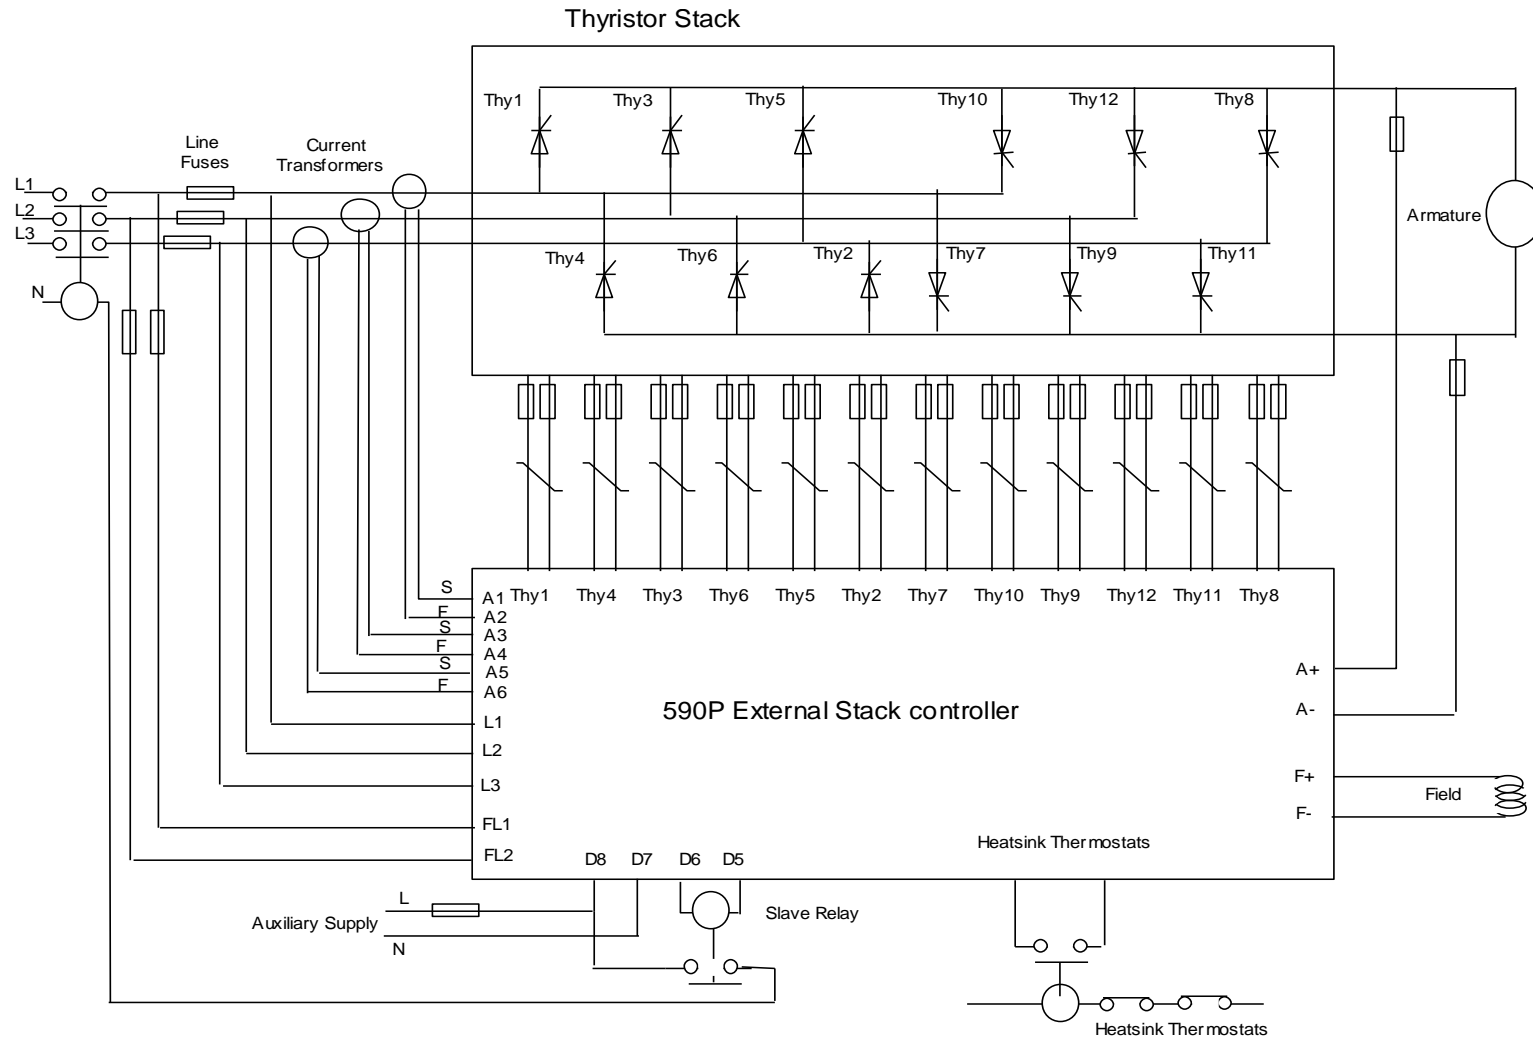 Thyristor Stack
Thy1
Thy3
Thy5
Thy10
Thy12
Thy8
Line
Fuses
Current
Transformers
L1
L2
L3
N
Armature
Thy4
Thy6
Thy2
Thy7
Thy9
Thy11
Thy1
Thy4
Thy3
Thy6
Thy5
Thy2
Thy7
Thy10
Thy9
Thy12
Thy11
Thy8
S
A1
F
A2
S
A3
F
A4
S
A5
F
A6
L1
L2
L3
FL1
FL2
590P External Stack controller
A+
A-
F+
F-
Field
Heatsink Thermostats
D8
D7
D6
D5
L
Auxiliary Supply
N
Slave Relay
Heatsink Thermostats